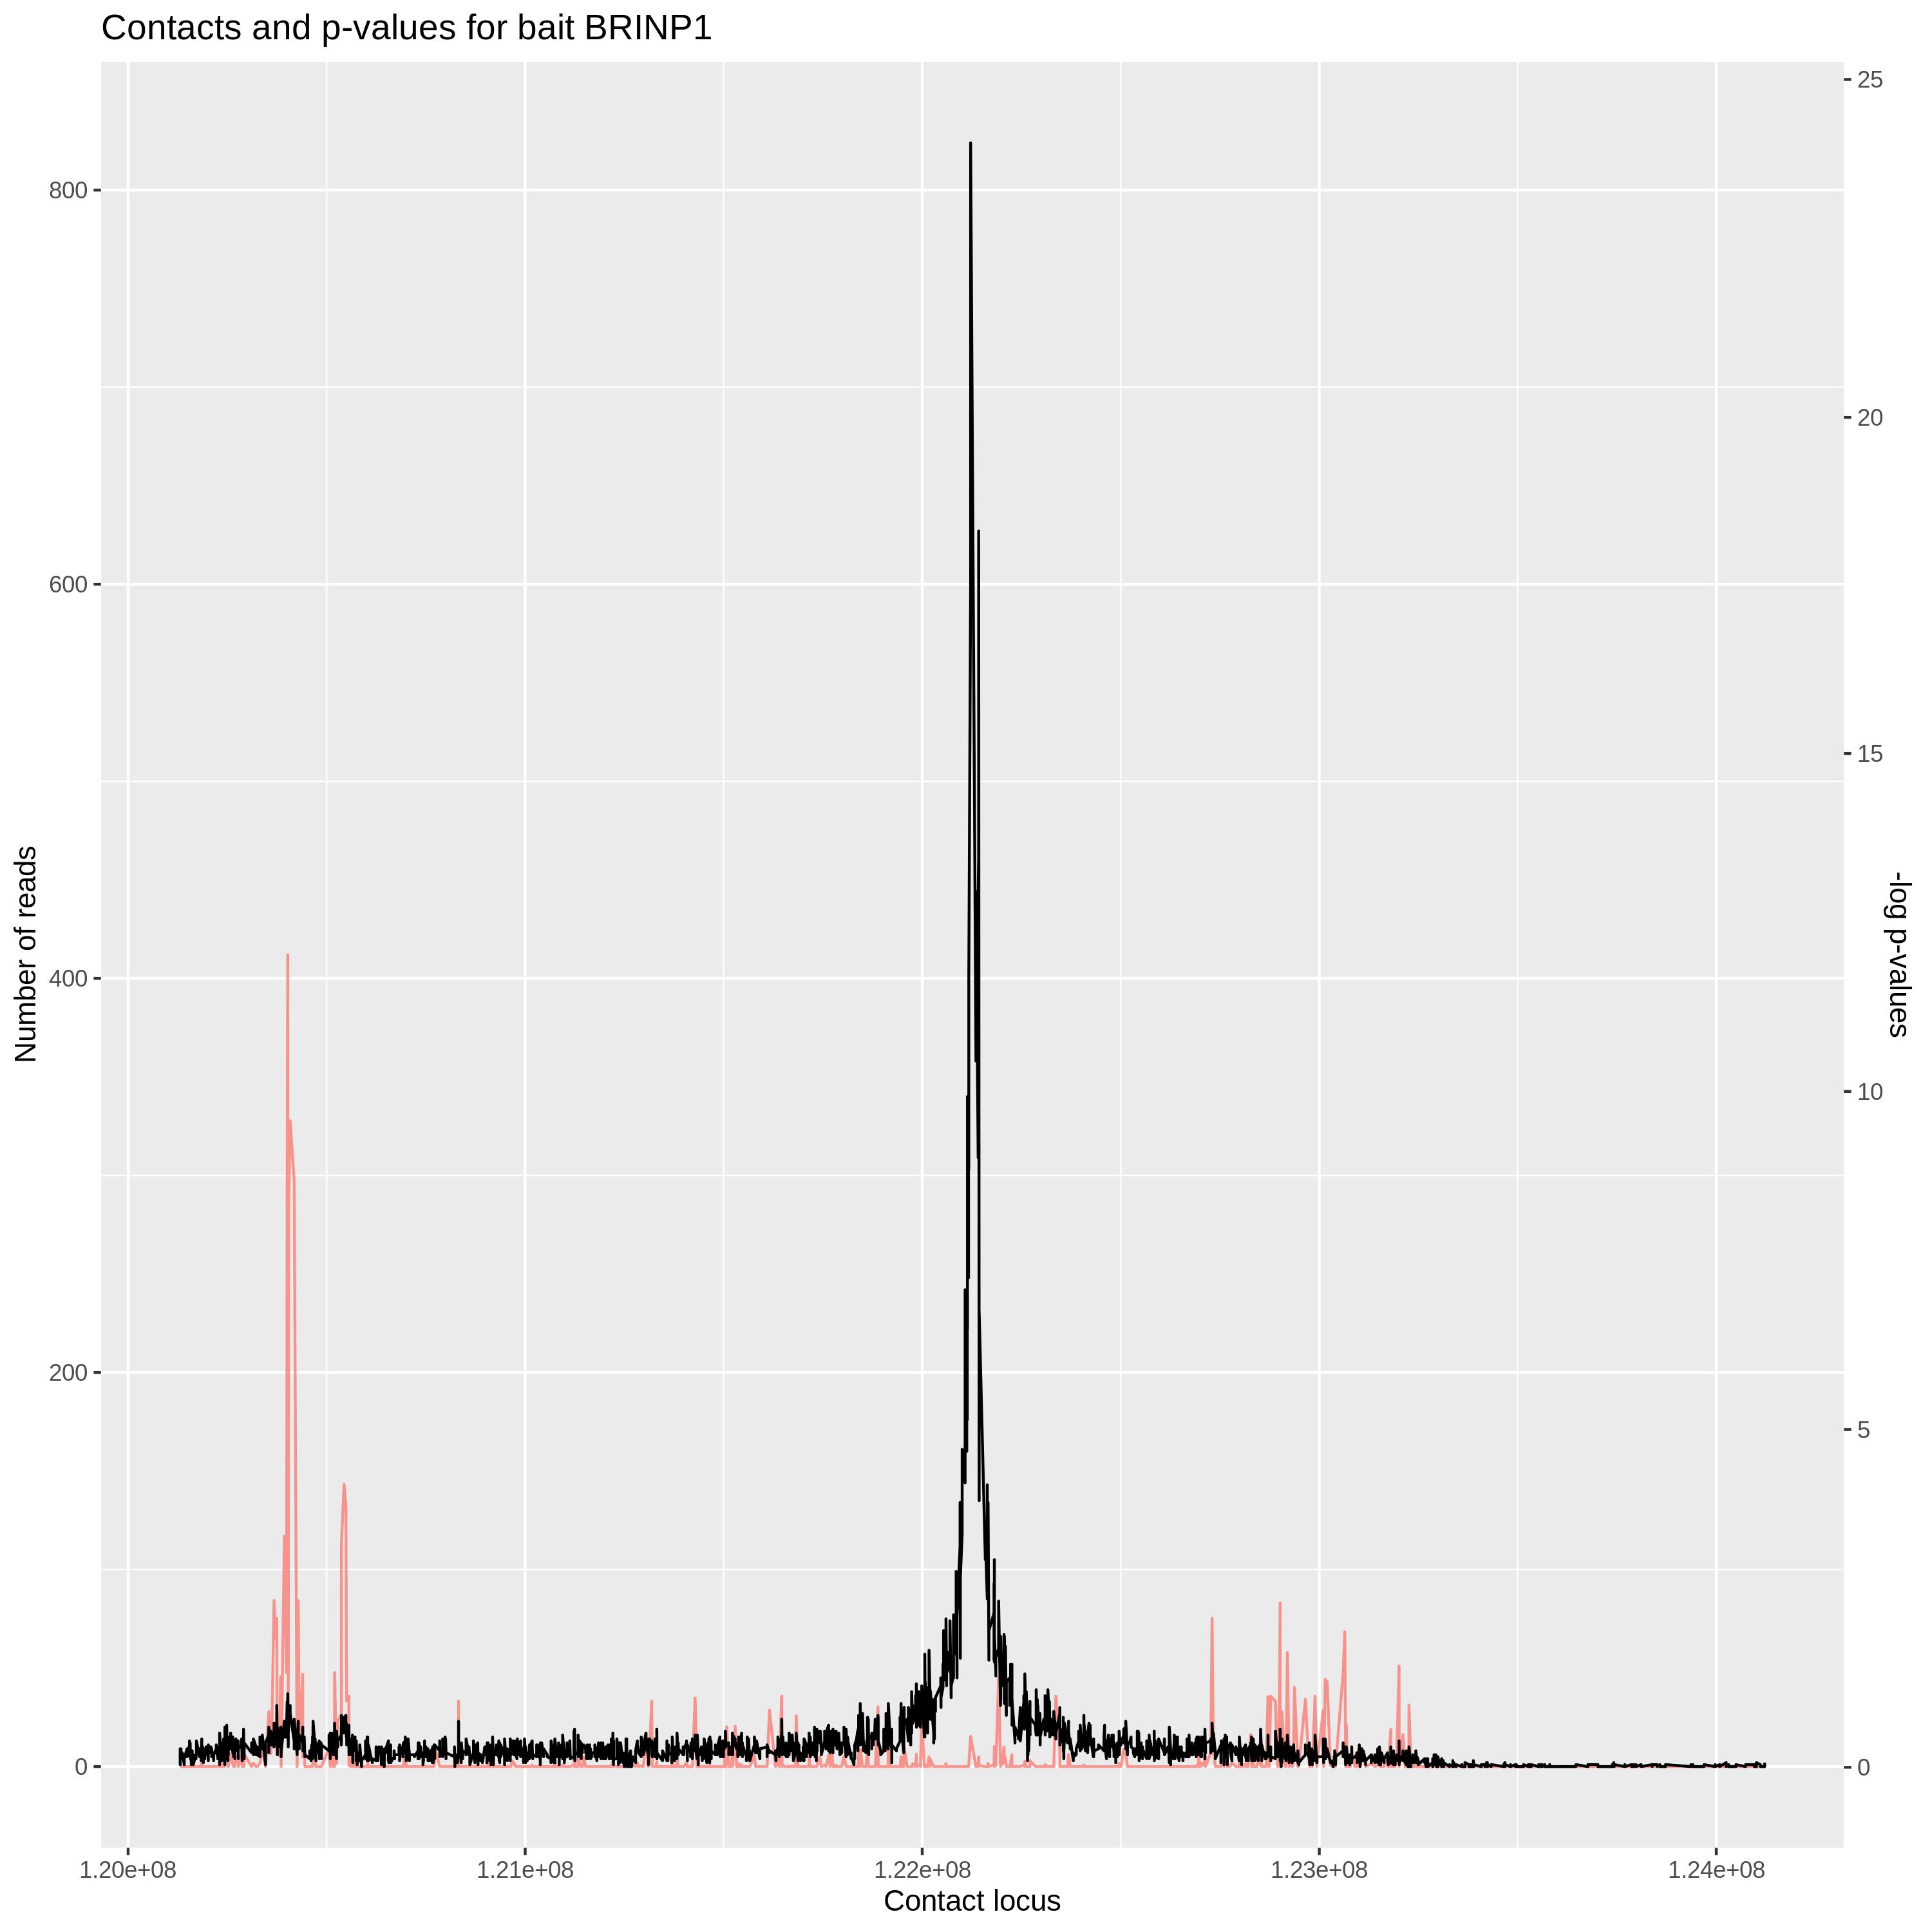 Contacts and p-values for bait BRINP1
800
600
400
200
0
Number of reads
25
20
15
10
5
0
-log p-values
1.20e+08
1.21e+08
1.22e+08
1.23e+08
1.24e+08
Contact locus